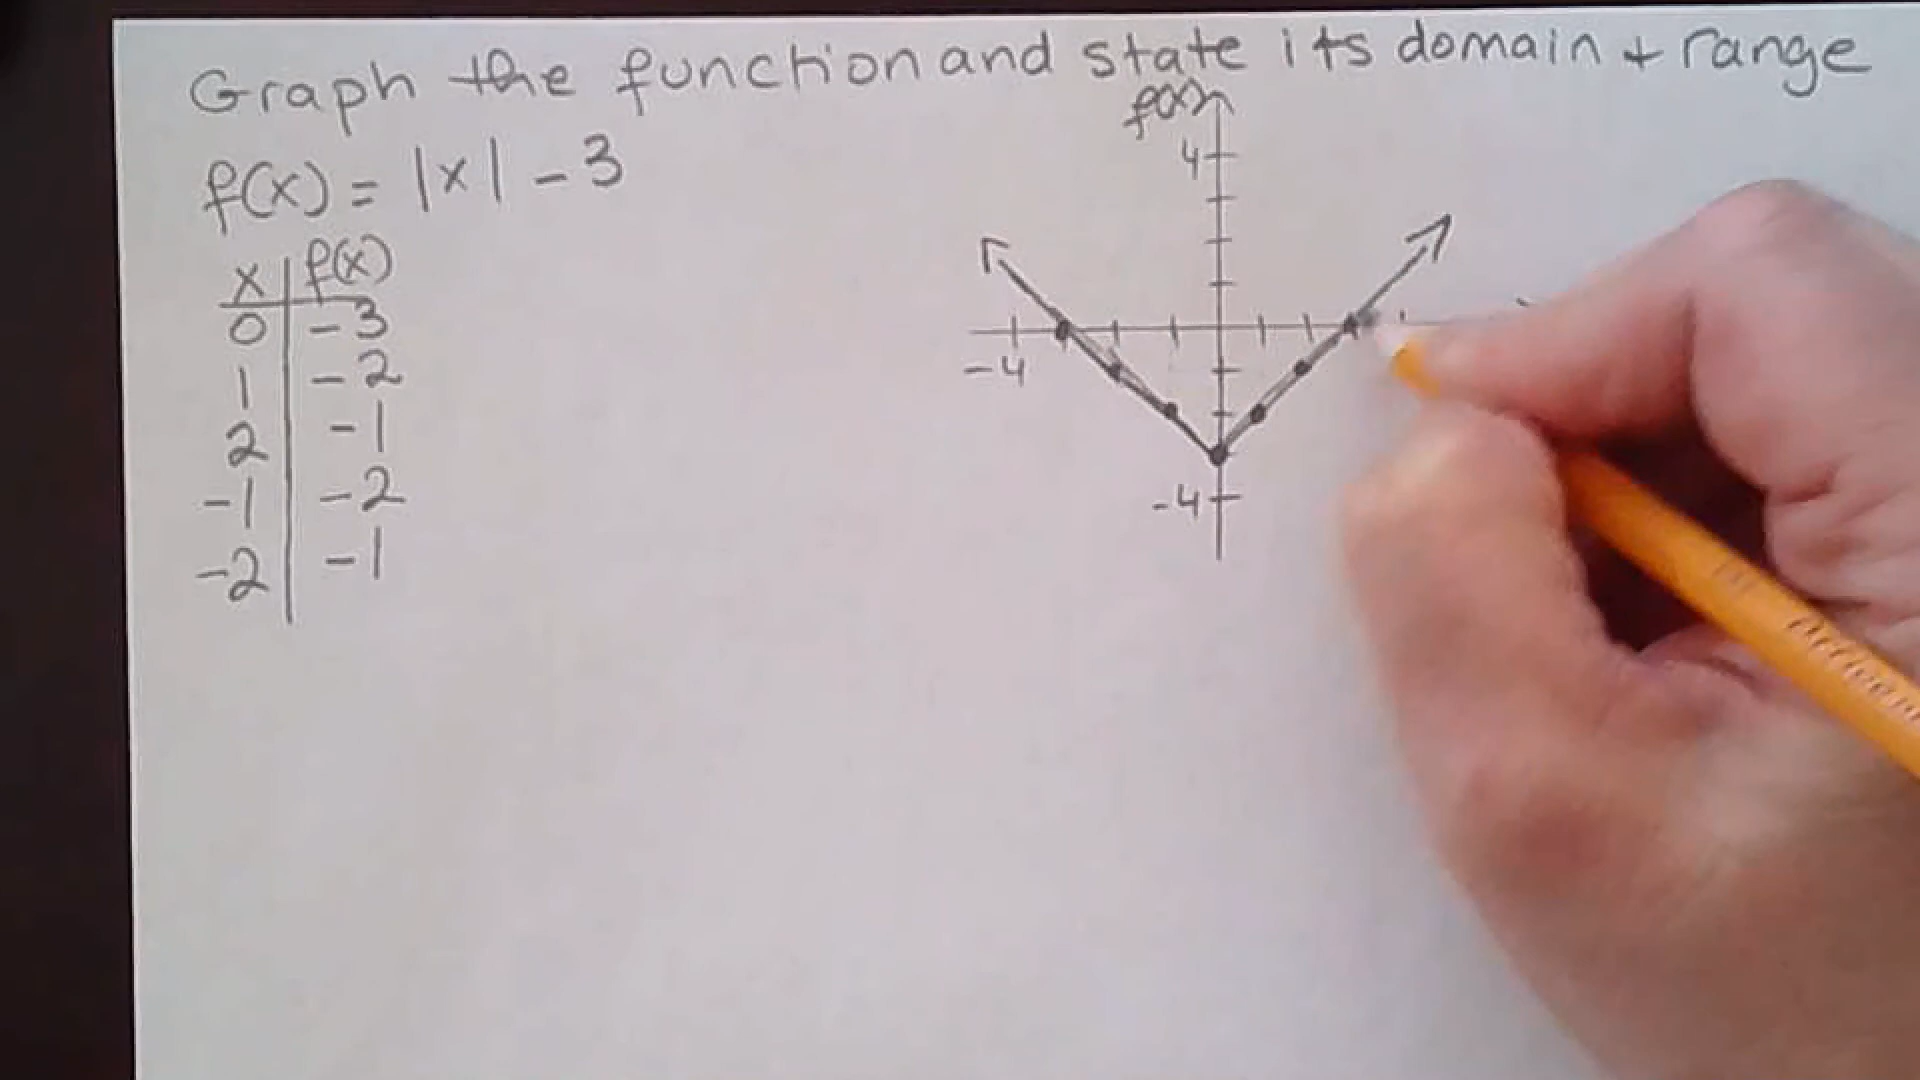 Graph the function and state its domain + range
f(x) = |x| - 3
f(x)
4
-4
-4
x | f(x)
0 | -3
1 | -2
2 | -1
-1 | -2
-2 | -1